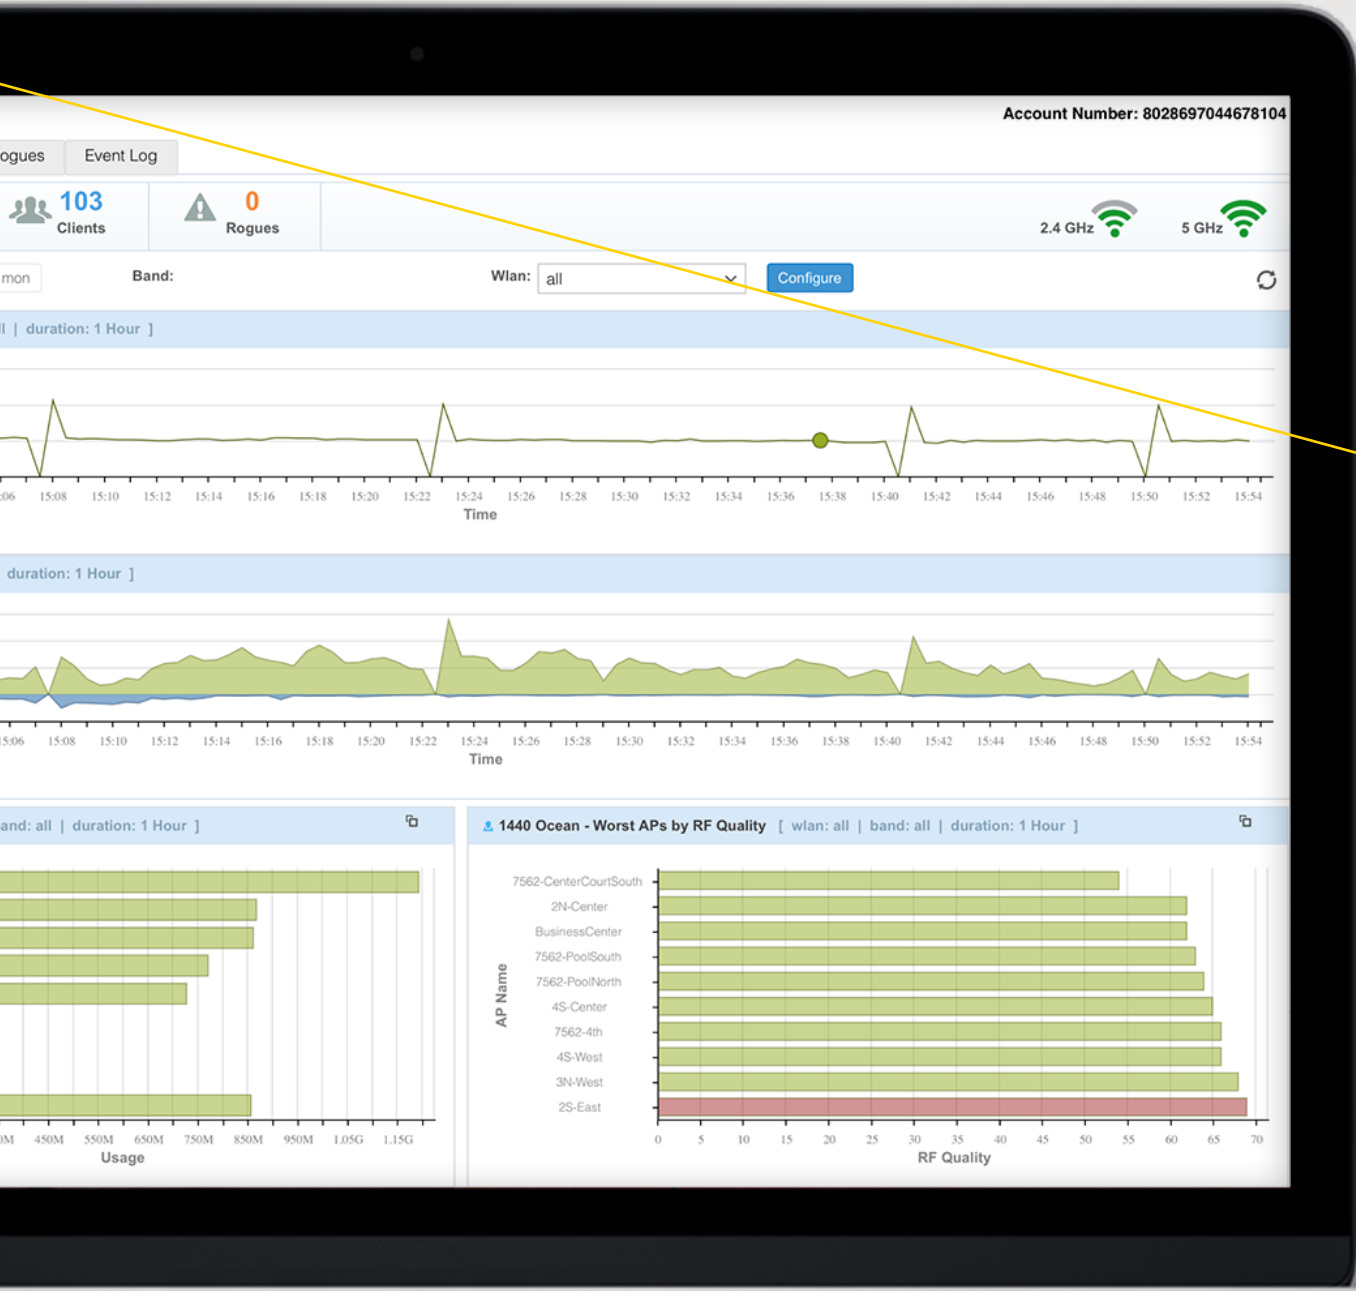 Account Number: 8028697044678104
ogues Event Log
103 Clients
0 Rogues
2.4 GHz 5 GHz
mon Band: Wlan: all Configure
ll | duration: 1 Hour ]
:06 15:08 15:10 15:12 15:14 15:16 15:18 15:20 15:22 15:24 15:26 15:28 15:30 15:32 15:34 15:36 15:38 15:40 15:42 15:44 15:46 15:48 15:50 15:52 15:54
Time
duration: 1 Hour ]
15:06 15:08 15:10 15:12 15:14 15:16 15:18 15:20 15:22 15:24 15:26 15:28 15:30 15:32 15:34 15:36 15:38 15:40 15:42 15:44 15:46 15:48 15:50 15:52 15:54
Time
and: all | duration: 1 Hour ]
0M 450M 550M 650M 750M 850M 950M 1.05G 1.15G
Usage
1440 Ocean - Worst APs by RF Quality [ wlan: all | band: all | duration: 1 Hour ]
AP Name
7562-CenterCourtSouth
2N-Center
BusinessCenter
7562-PoolSouth
7562-PoolNorth
4S-Center
7562-4th
4S-West
3N-West
2S-East
0 5 10 15 20 25 30 35 40 45 50 55 60 65 70
RF Quality